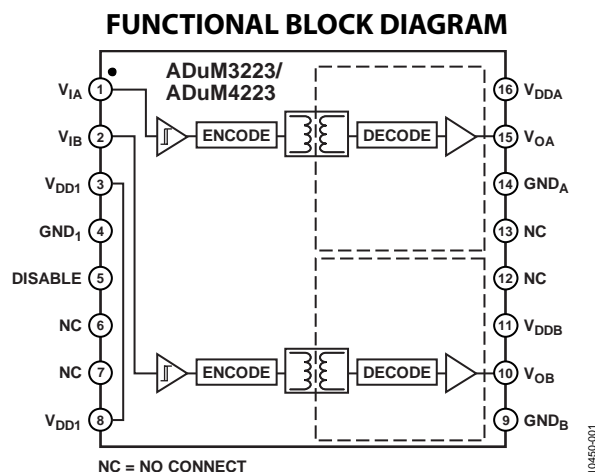 FUNCTIONAL BLOCK DIAGRAM
ADuM3223/
ADuM4223
VIA 1
VIB 2
VDD1 3
GND1 4
DISABLE 5
NC 6
NC 7
VDD1 8
ENCODE
DECODE
ENCODE
DECODE
16 VDDA
15 VOA
14 GNDA
13 NC
12 NC
11 VDDB
10 VOB
9 GNDB
NC = NO CONNECT
10450-001